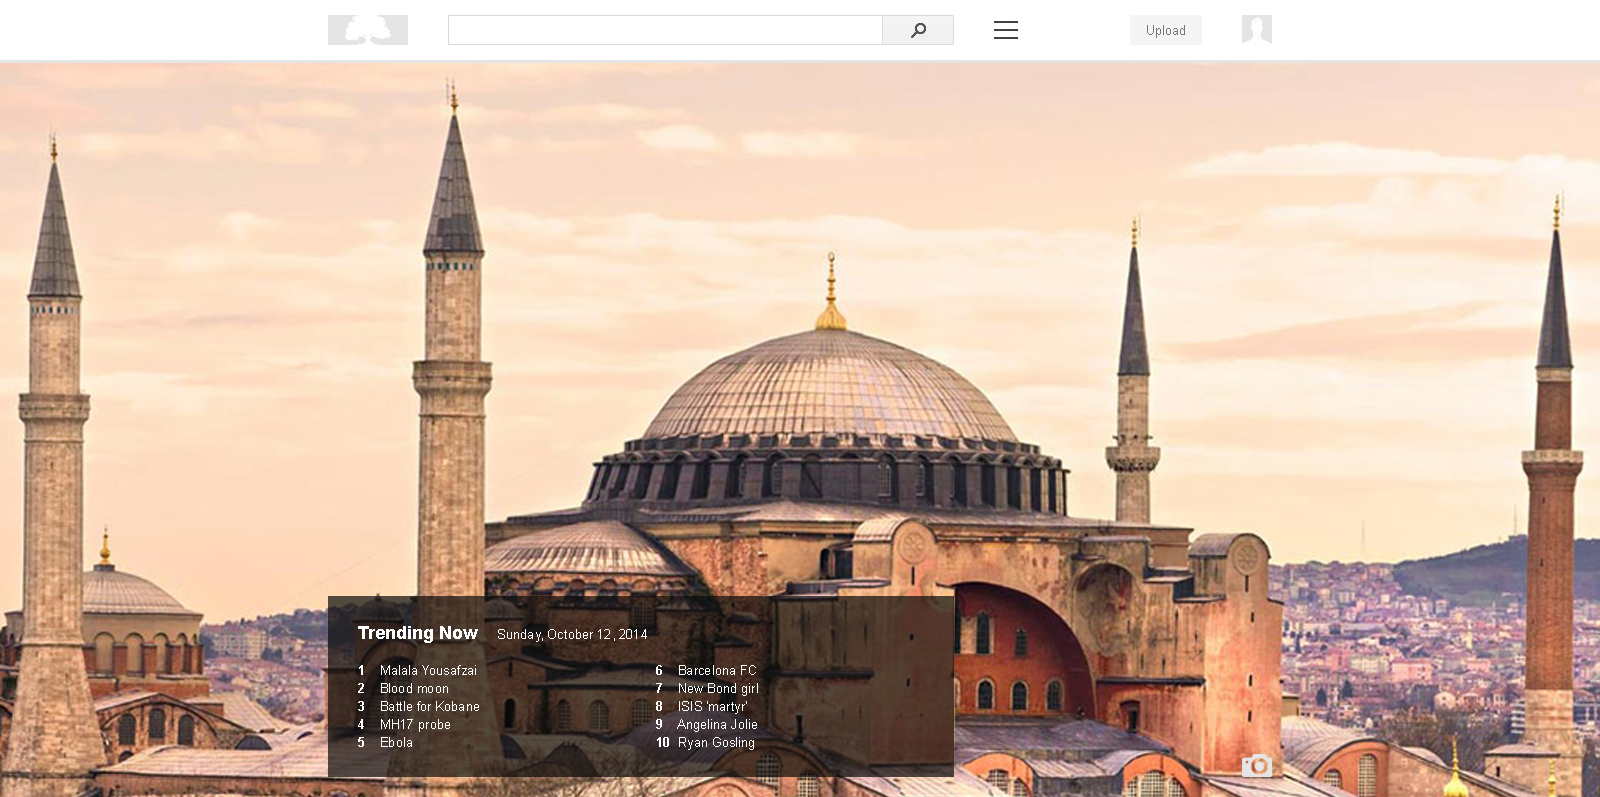 Upload
Trending Now Sunday, October 12, 2014
1 Malala Yousafzai
2 Blood moon
3 Battle for Kobane
4 MH17 probe
5 Ebola
6 Barcelona FC
7 New Bond girl
8 ISIS 'martyr'
9 Angelina Jolie
10 Ryan Gosling